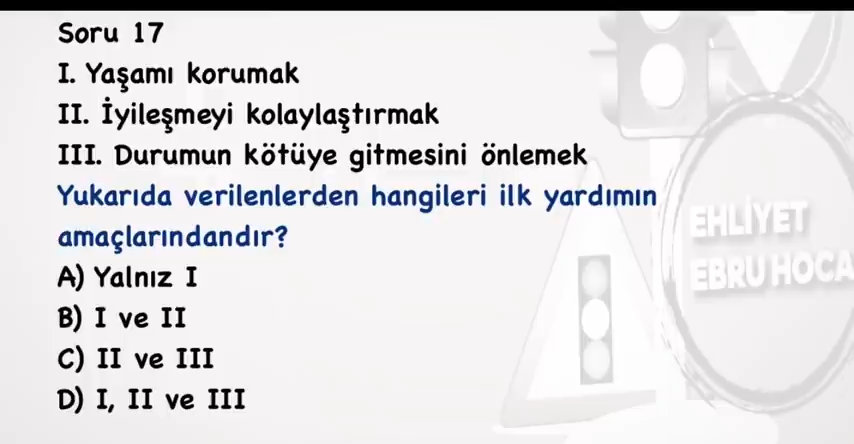 Soru 17
I. Yaşamı korumak
II. İyileşmeyi kolaylaştırmak
III. Durumun kötüye gitmesini önlemek
Yukarıda verilenlerden hangileri ilk yardımın
amaçlarındandır?
A) Yalnız I
B) I ve II
C) II ve III
D) I, II ve III
EHLİYET
EBRU HOCA